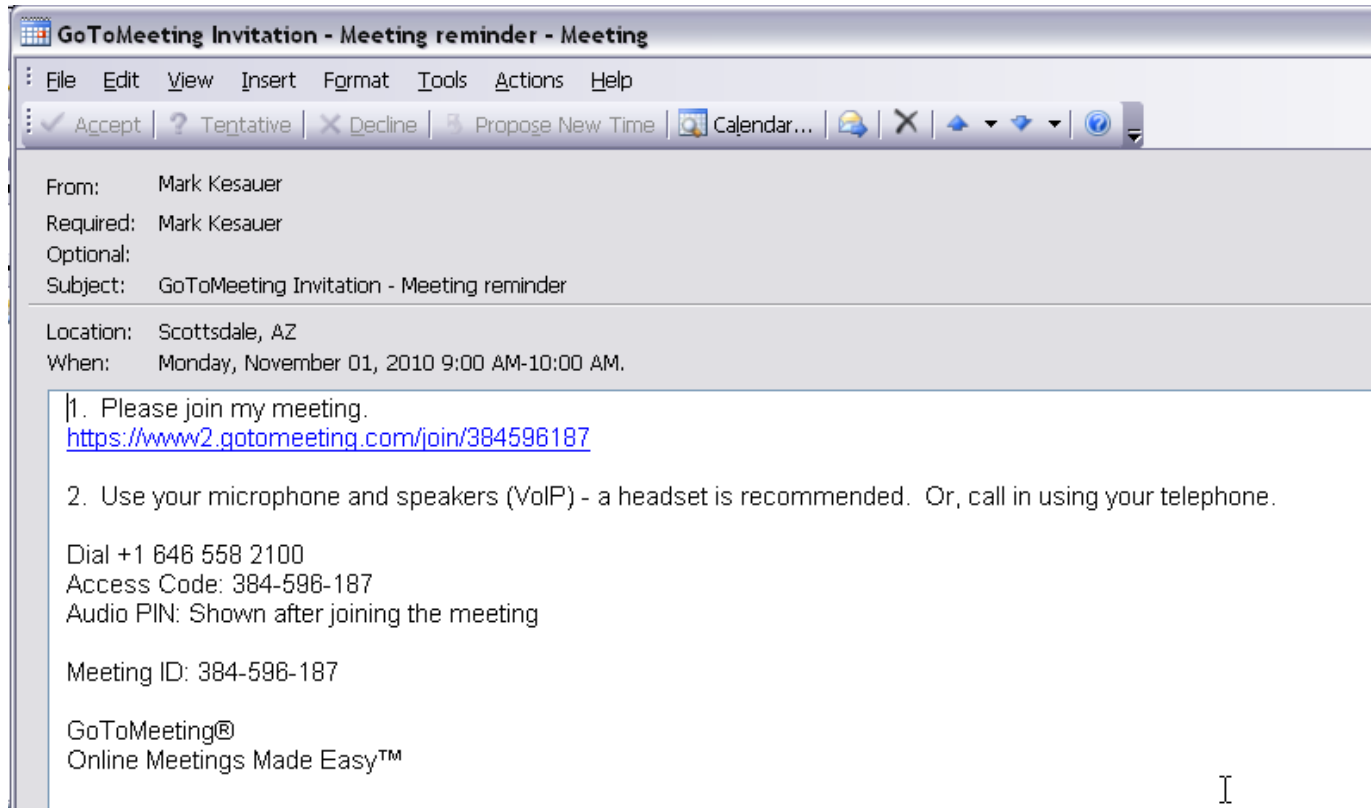 GoToMeeting Invitation - Meeting reminder - Meeting
File Edit View Insert Format Tools Actions Help
Accept ? Tentative Decline Propose New Time Calendar... ?
From: Mark Kesauer
Required: Mark Kesauer
Optional:
Subject: GoToMeeting Invitation - Meeting reminder
Location: Scottsdale, AZ
When: Monday, November 01, 2010 9:00 AM-10:00 AM.
1. Please join my meeting.
https://www2.gotomeeting.com/join/384596187
2. Use your microphone and speakers (VoIP) - a headset is recommended. Or, call in using your telephone.
Dial +1 646 558 2100
Access Code: 384-596-187
Audio PIN: Shown after joining the meeting
Meeting ID: 384-596-187
GoToMeeting®
Online Meetings Made Easy™